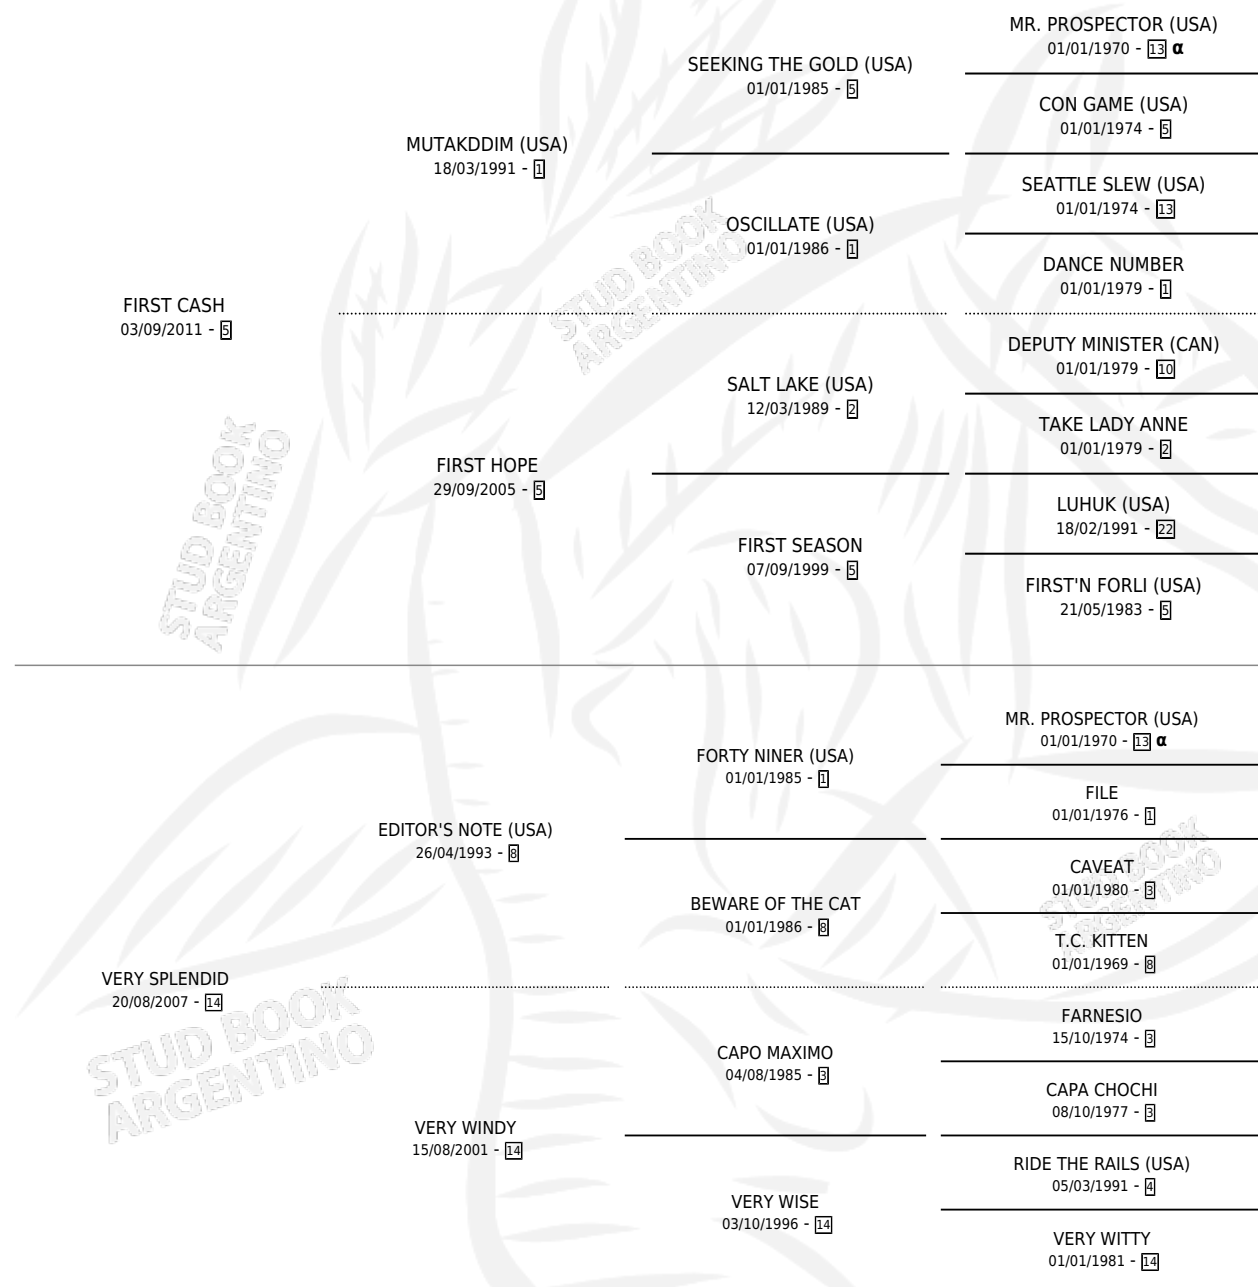 MR. PROSPECTOR (USA)
01/01/1970 - 13 α
SEEKING THE GOLD (USA)
01/01/1985 - 5
CON GAME (USA)
01/01/1974 - 5
MUTAKDDIM (USA)
18/03/1991 - 1
SEATTLE SLEW (USA)
01/01/1974 - 13
OSCILLATE (USA)
01/01/1986 - 1
DANCE NUMBER
01/01/1979 - 1
FIRST CASH
03/09/2011 - 5
DEPUTY MINISTER (CAN)
01/01/1979 - 10
SALT LAKE (USA)
12/03/1989 - 2
TAKE LADY ANNE
01/01/1979 - 2
FIRST HOPE
29/09/2005 - 5
LUHUK (USA)
18/02/1991 - 22
FIRST SEASON
07/09/1999 - 5
FIRST'N FORLI (USA)
21/05/1983 - 5
MR. PROSPECTOR (USA)
01/01/1970 - 13 α
FORTY NINER (USA)
01/01/1985 - 1
FILE
01/01/1976 - 1
EDITOR'S NOTE (USA)
26/04/1993 - 8
CAVEAT
01/01/1980 - 3
BEWARE OF THE CAT
01/01/1986 - 8
T.C. KITTEN
01/01/1969 - 8
VERY SPLENDID
20/08/2007 - 14
FARNESIO
15/10/1974 - 3
CAPO MAXIMO
04/08/1985 - 3
CAPA CHOCHI
08/10/1977 - 3
VERY WINDY
15/08/2001 - 14
RIDE THE RAILS (USA)
05/03/1991 - 4
VERY WISE
03/10/1996 - 14
VERY WITTY
01/01/1981 - 14
STUD BOOK
ARGENTINO
STUD BOOK
ARGENTINO
STUD BOOK
ARGENTINO
STUD BOOK
ARGENTINO